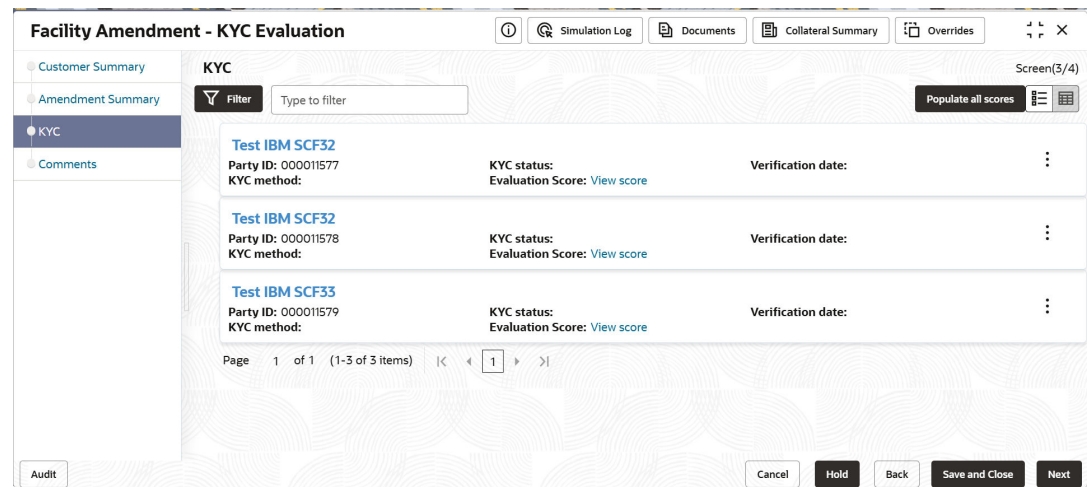 Facility Amendment - KYC Evaluation
Simulation Log
Documents
Collateral Summary
Overrides
Customer Summary
Amendment Summary
KYC
Comments
KYC
Screen(3/4)
Filter
Type to filter
Populate all scores
Test IBM SCF32
Party ID: 000011577 KYC status: Verification date:
KYC method: Evaluation Score: View score
Test IBM SCF32
Party ID: 000011578 KYC status: Verification date:
KYC method: Evaluation Score: View score
Test IBM SCF33
Party ID: 000011579 KYC status: Verification date:
KYC method: Evaluation Score: View score
Page 1 of 1 (1-3 of 3 items) 1
Audit
Cancel
Hold
Back
Save and Close
Next